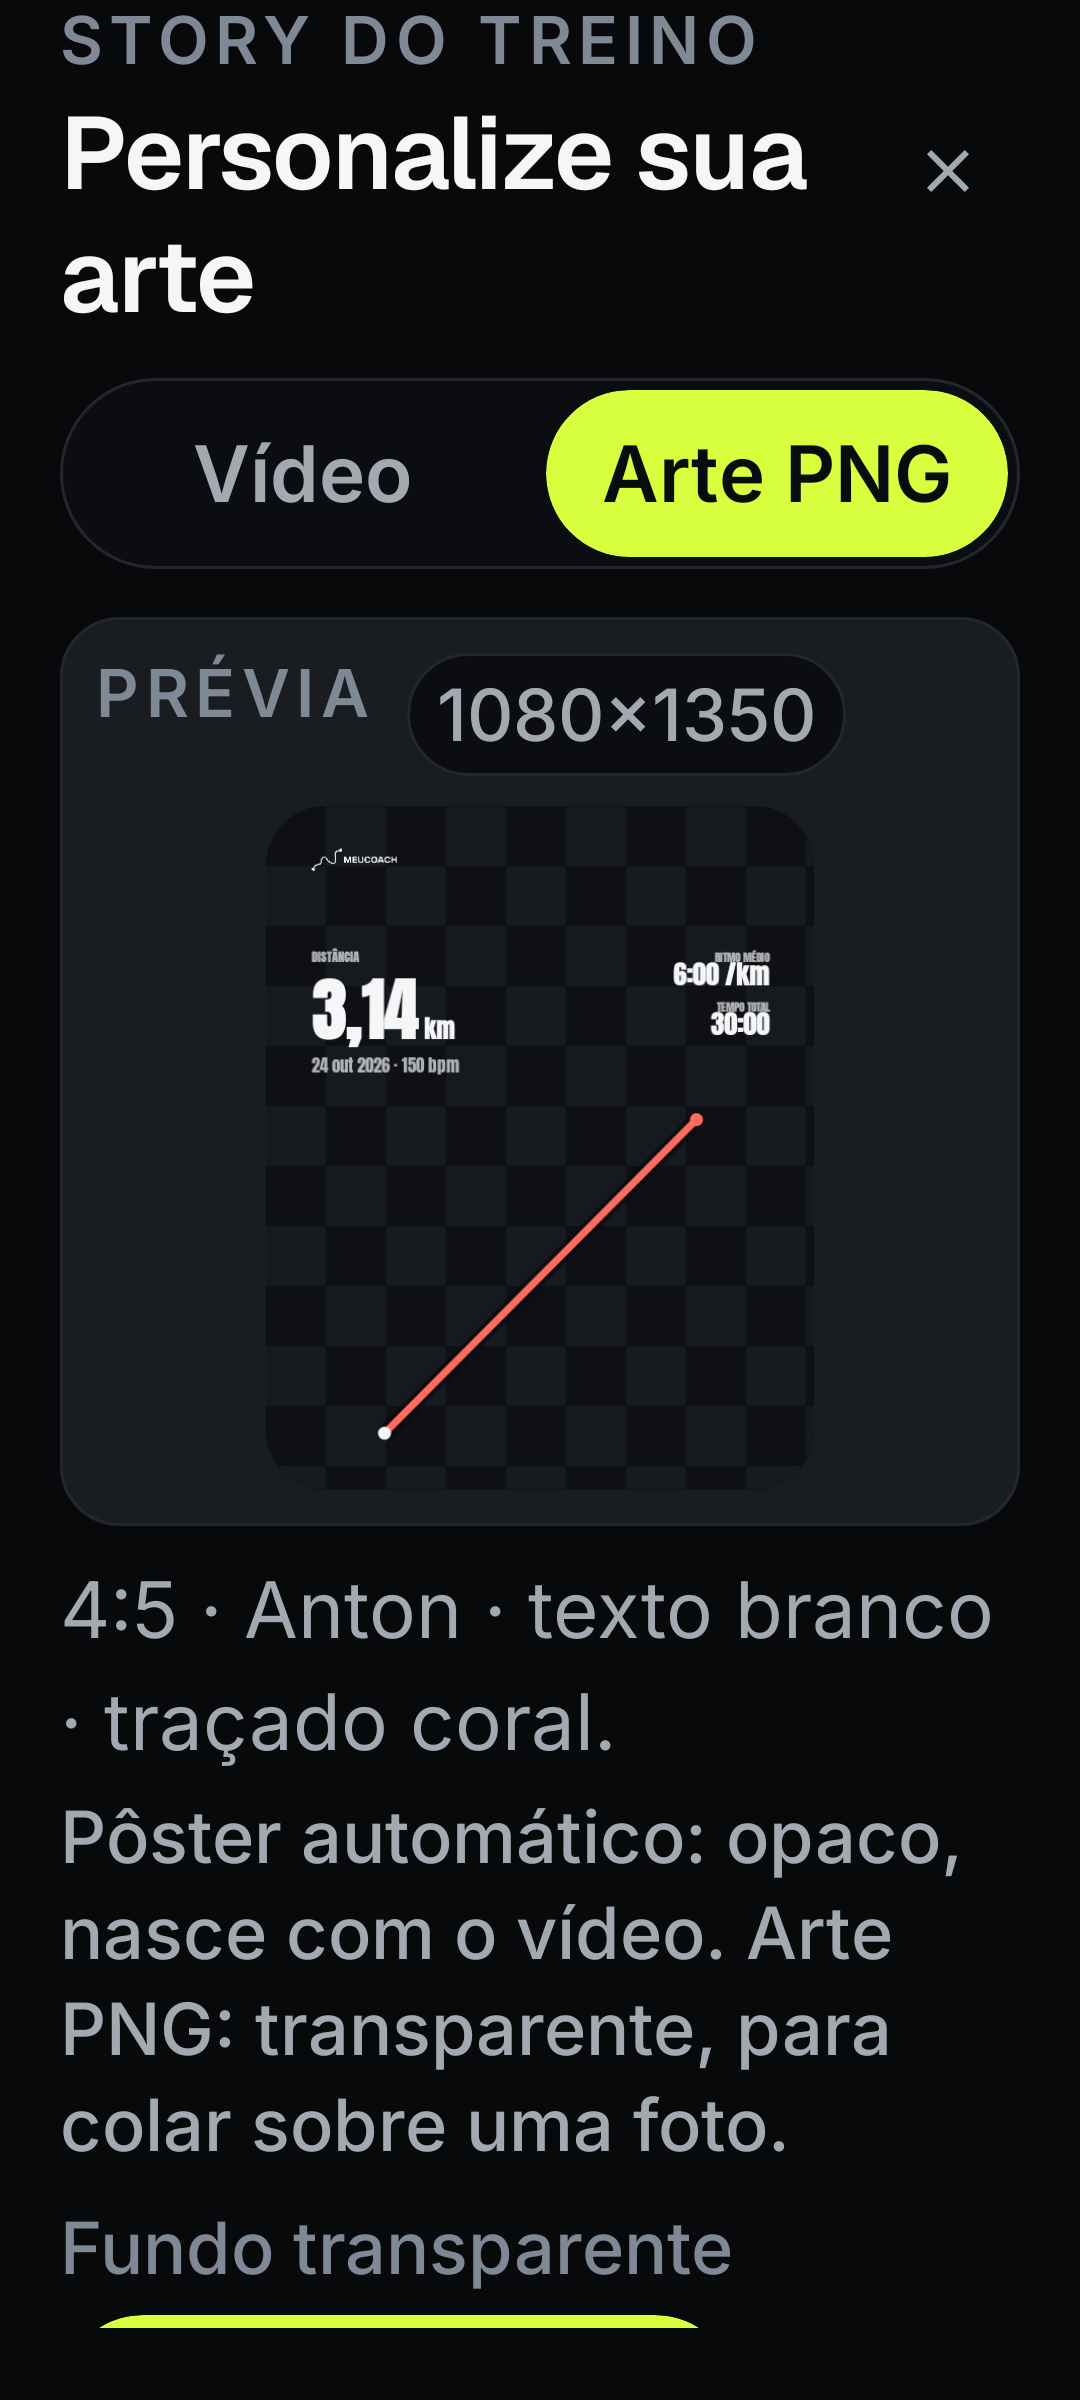 STORY DO TREINO
Personalize sua
arte
Vídeo
Arte PNG
PRÉVIA
1080×1350
MEUCOACH
DISTÂNCIA
3,14 km
24 out 2026 · 150 bpm
RITMO MÉDIO
6:00 /km
TEMPO TOTAL
30:00
4:5 · Anton · texto branco
· traçado coral.
Pôster automático: opaco,
nasce com o vídeo. Arte
PNG: transparente, para
colar sobre uma foto.
Fundo transparente